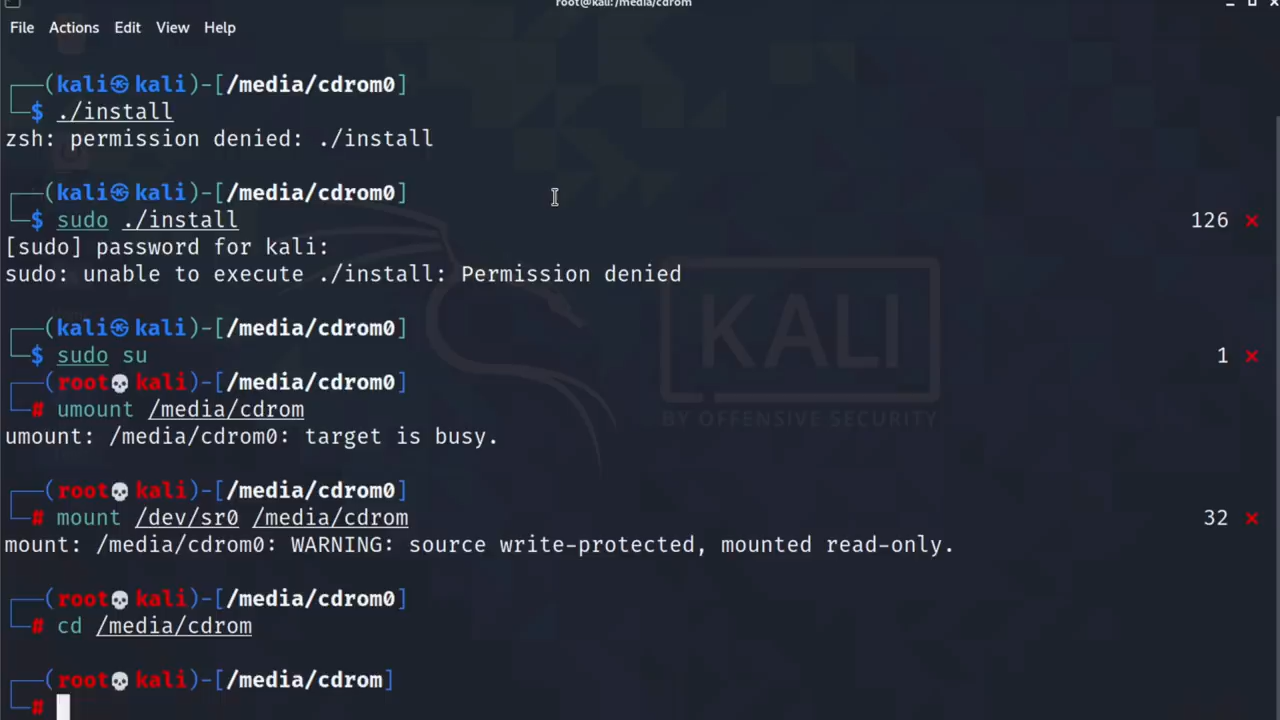 root@kali:/media/cdrom
File Actions Edit View Help
┌──(kali㉿kali)-[/media/cdrom0]
└─$ ./install
zsh: permission denied: ./install
┌──(kali㉿kali)-[/media/cdrom0]
└─$ sudo ./install 126 ✕
[sudo] password for kali:
sudo: unable to execute ./install: Permission denied
┌──(kali㉿kali)-[/media/cdrom0]
└─$ sudo su 1 ✕
┌──(root💀kali)-[/media/cdrom0]
└─# umount /media/cdrom
umount: /media/cdrom0: target is busy.
┌──(root💀kali)-[/media/cdrom0]
└─# mount /dev/sr0 /media/cdrom 32 ✕
mount: /media/cdrom0: WARNING: source write-protected, mounted read-only.
┌──(root💀kali)-[/media/cdrom0]
└─# cd /media/cdrom
┌──(root💀kali)-[/media/cdrom]
└─#
KALI
BY OFFENSIVE SECURITY